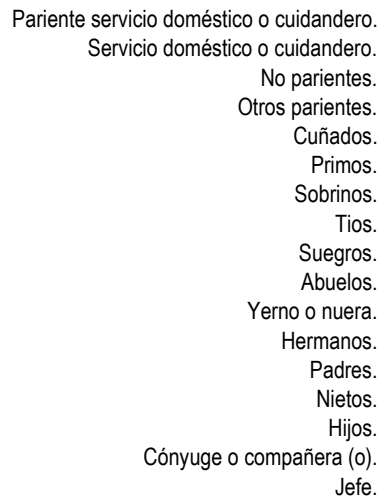 Pariente servicio doméstico o cuidandero.
Servicio doméstico o cuidandero.
No parientes.
Otros parientes.
Cuñados.
Primos.
Sobrinos.
Tios.
Suegros.
Abuelos.
Yerno o nuera.
Hermanos.
Padres.
Nietos.
Hijos.
Cónyuge o compañera (o).
Jefe.